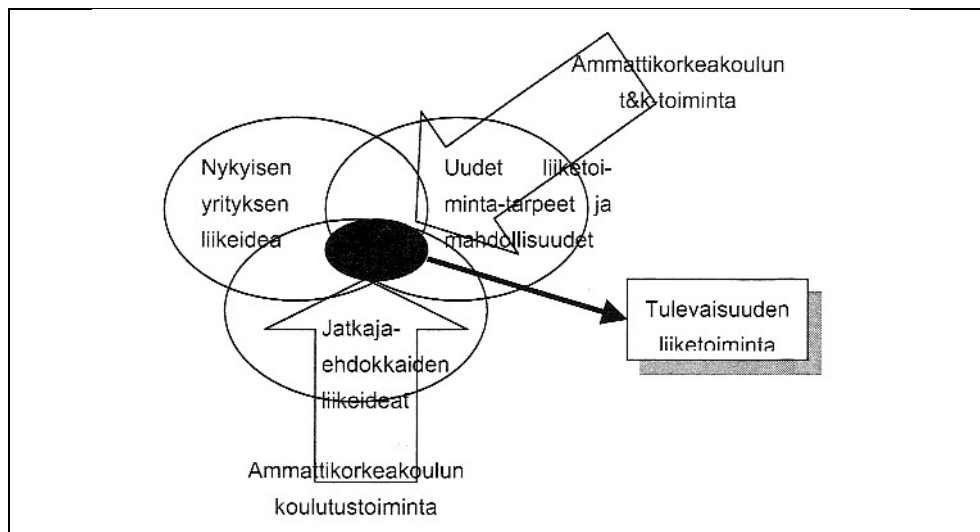 Ammattikorkeakoulun
t&k-toiminta
Nykyisen
yrityksen
liikeidea
Uudet liiketoi-
minta-tarpeet ja
mahdollisuudet
Tulevaisuuden
liiketoiminta
Jatkaja-
ehdokkaiden
liikeideat
Ammattikorkeakoulun
koulutustoiminta